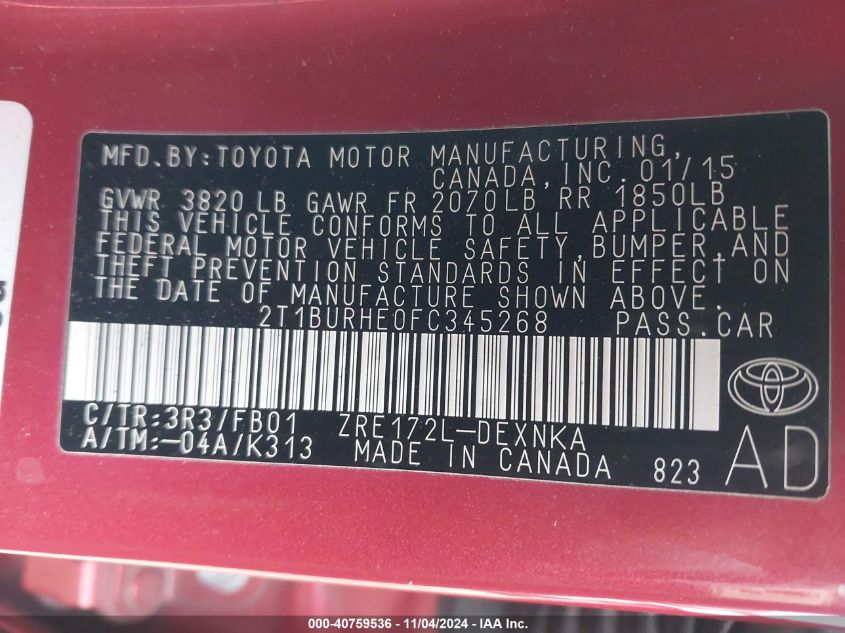 MFD.BY:TOYOTA MOTOR MANUFACTURING,
CANADA,INC. 01/15
GVWR 3820 LB GAWR FR 2070LB RR 1850LB
THIS VEHICLE CONFORMS TO ALL APPLICABLE
FEDERAL MOTOR VEHICLE SAFETY,BUMPER,AND
THEFT PREVENTION STANDARDS IN EFFECT ON
THE DATE OF MANUFACTURE SHOWN ABOVE.
2T1BURHE0FC345268 PASS.CAR
C/TR:3R3/FB01 ZRE172L-DEXNKA
A/TM:-04A/K313 MADE IN CANADA 823
AD
000-40759536 - 11/04/2024 - IAA, Inc.